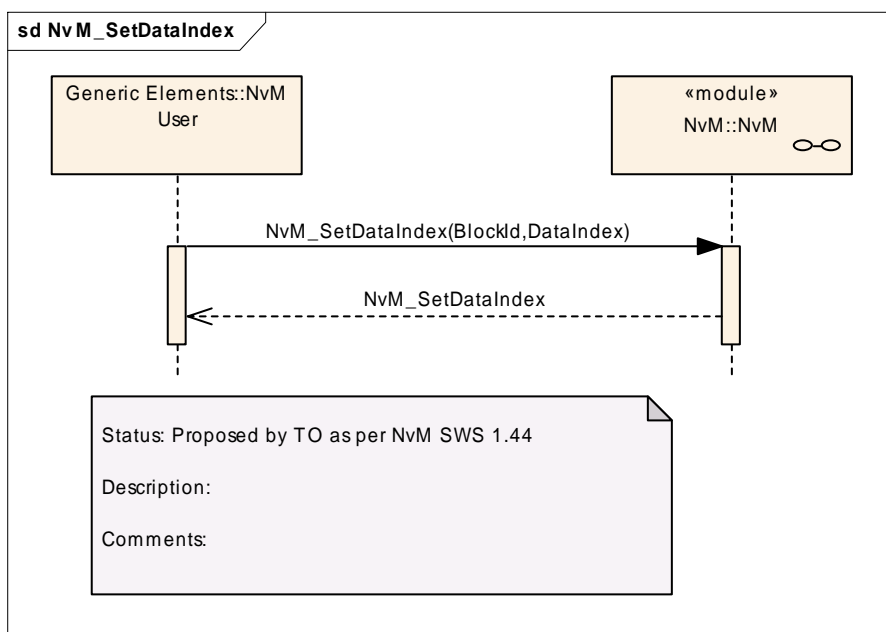 sd NvM_SetDataIndex
Generic Elements::NvM
User
«module»
NvM::NvM
NvM_SetDataIndex(BlockId,DataIndex)
NvM_SetDataIndex
Status: Proposed by TO as per NvM SWS 1.44
Description:
Comments: